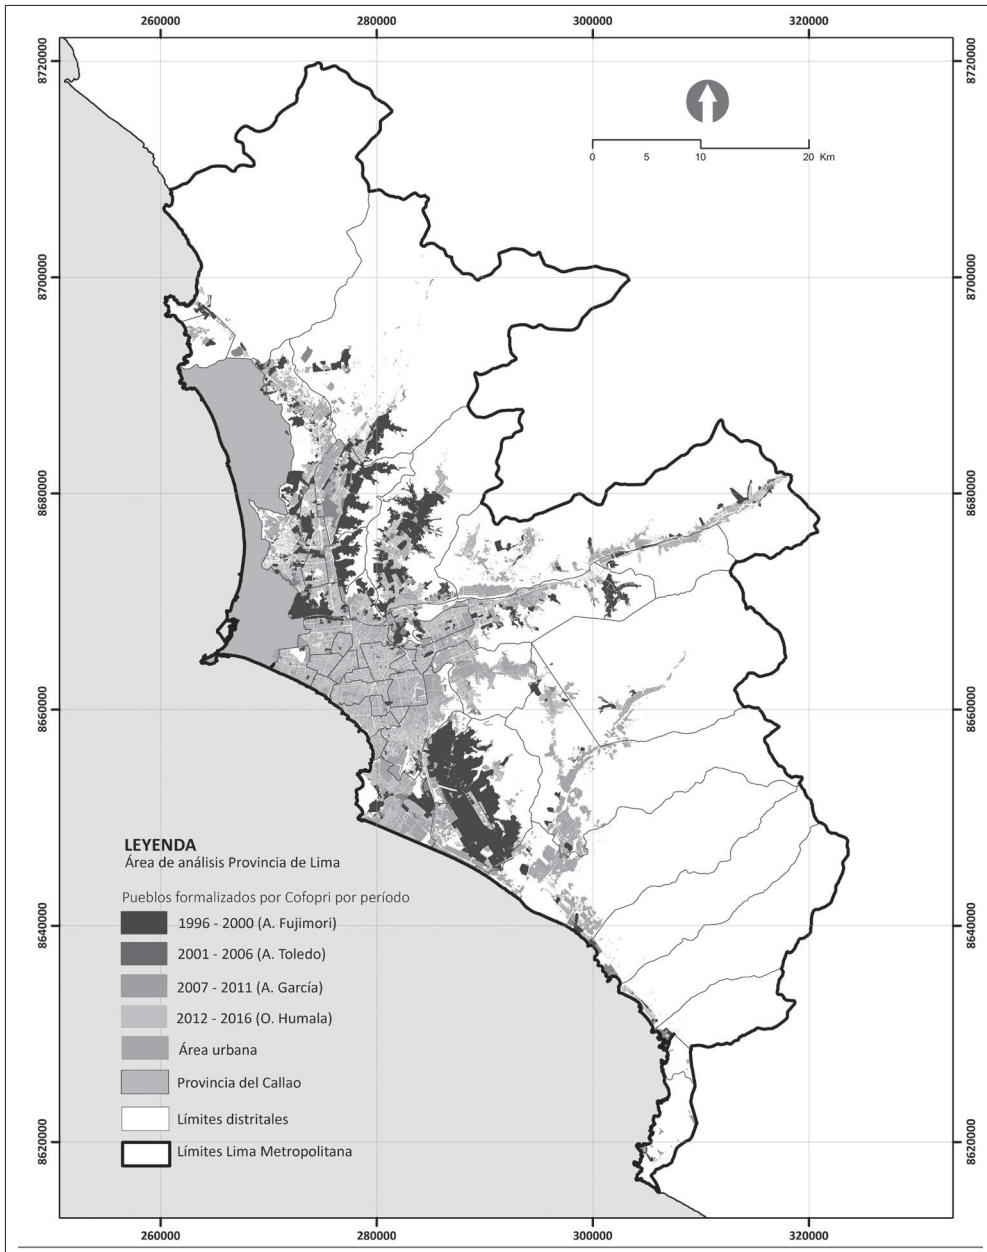 260000 280000 300000 320000
8720000 8720000
0 5 10 20 Km
8700000 8700000
8680000 8680000
8660000 8660000
LEYENDA
Área de análisis Provincia de Lima
Pueblos formalizados por Cofopri por período
1996 - 2000 (A. Fujimori)
2001 - 2006 (A. Toledo)
2007 - 2011 (A. García)
2012 - 2016 (O. Humala)
Área urbana
Provincia del Callao
Límites distritales
Límites Lima Metropolitana
8640000 8640000
8620000 8620000
260000 280000 300000 320000